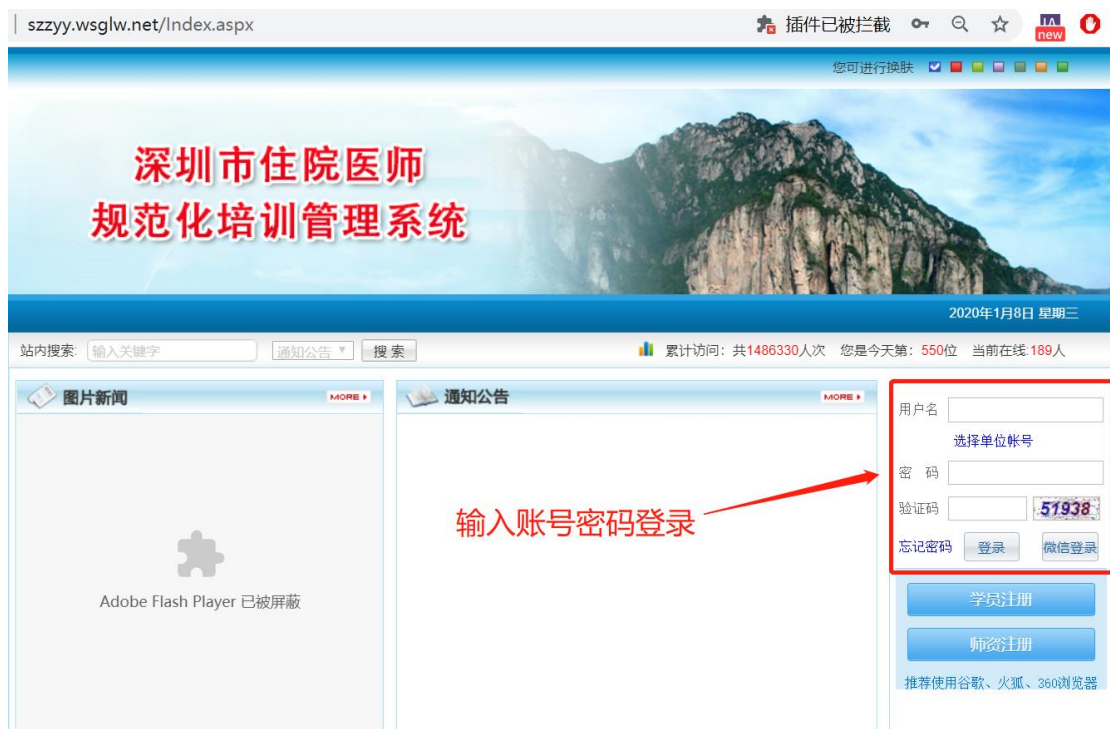 szzyy.wsglw.net/Index.aspx 插件已被拦截 new
您可进行换肤
深圳市住院医师
规范化培训管理系统
2020年1月8日 星期三
站内搜索: 输入关键字 通知公告 搜 索 累计访问: 共1486330人次 您是今天第: 550位 当前在线:189人
图片新闻 MORE
通知公告 MORE
用户名
选择单位帐号
密 码
验证码 51938
忘记密码 登录 微信登录
输入账号密码登录
Adobe Flash Player 已被屏蔽
学员注册
师资注册
推荐使用谷歌、火狐、360浏览器